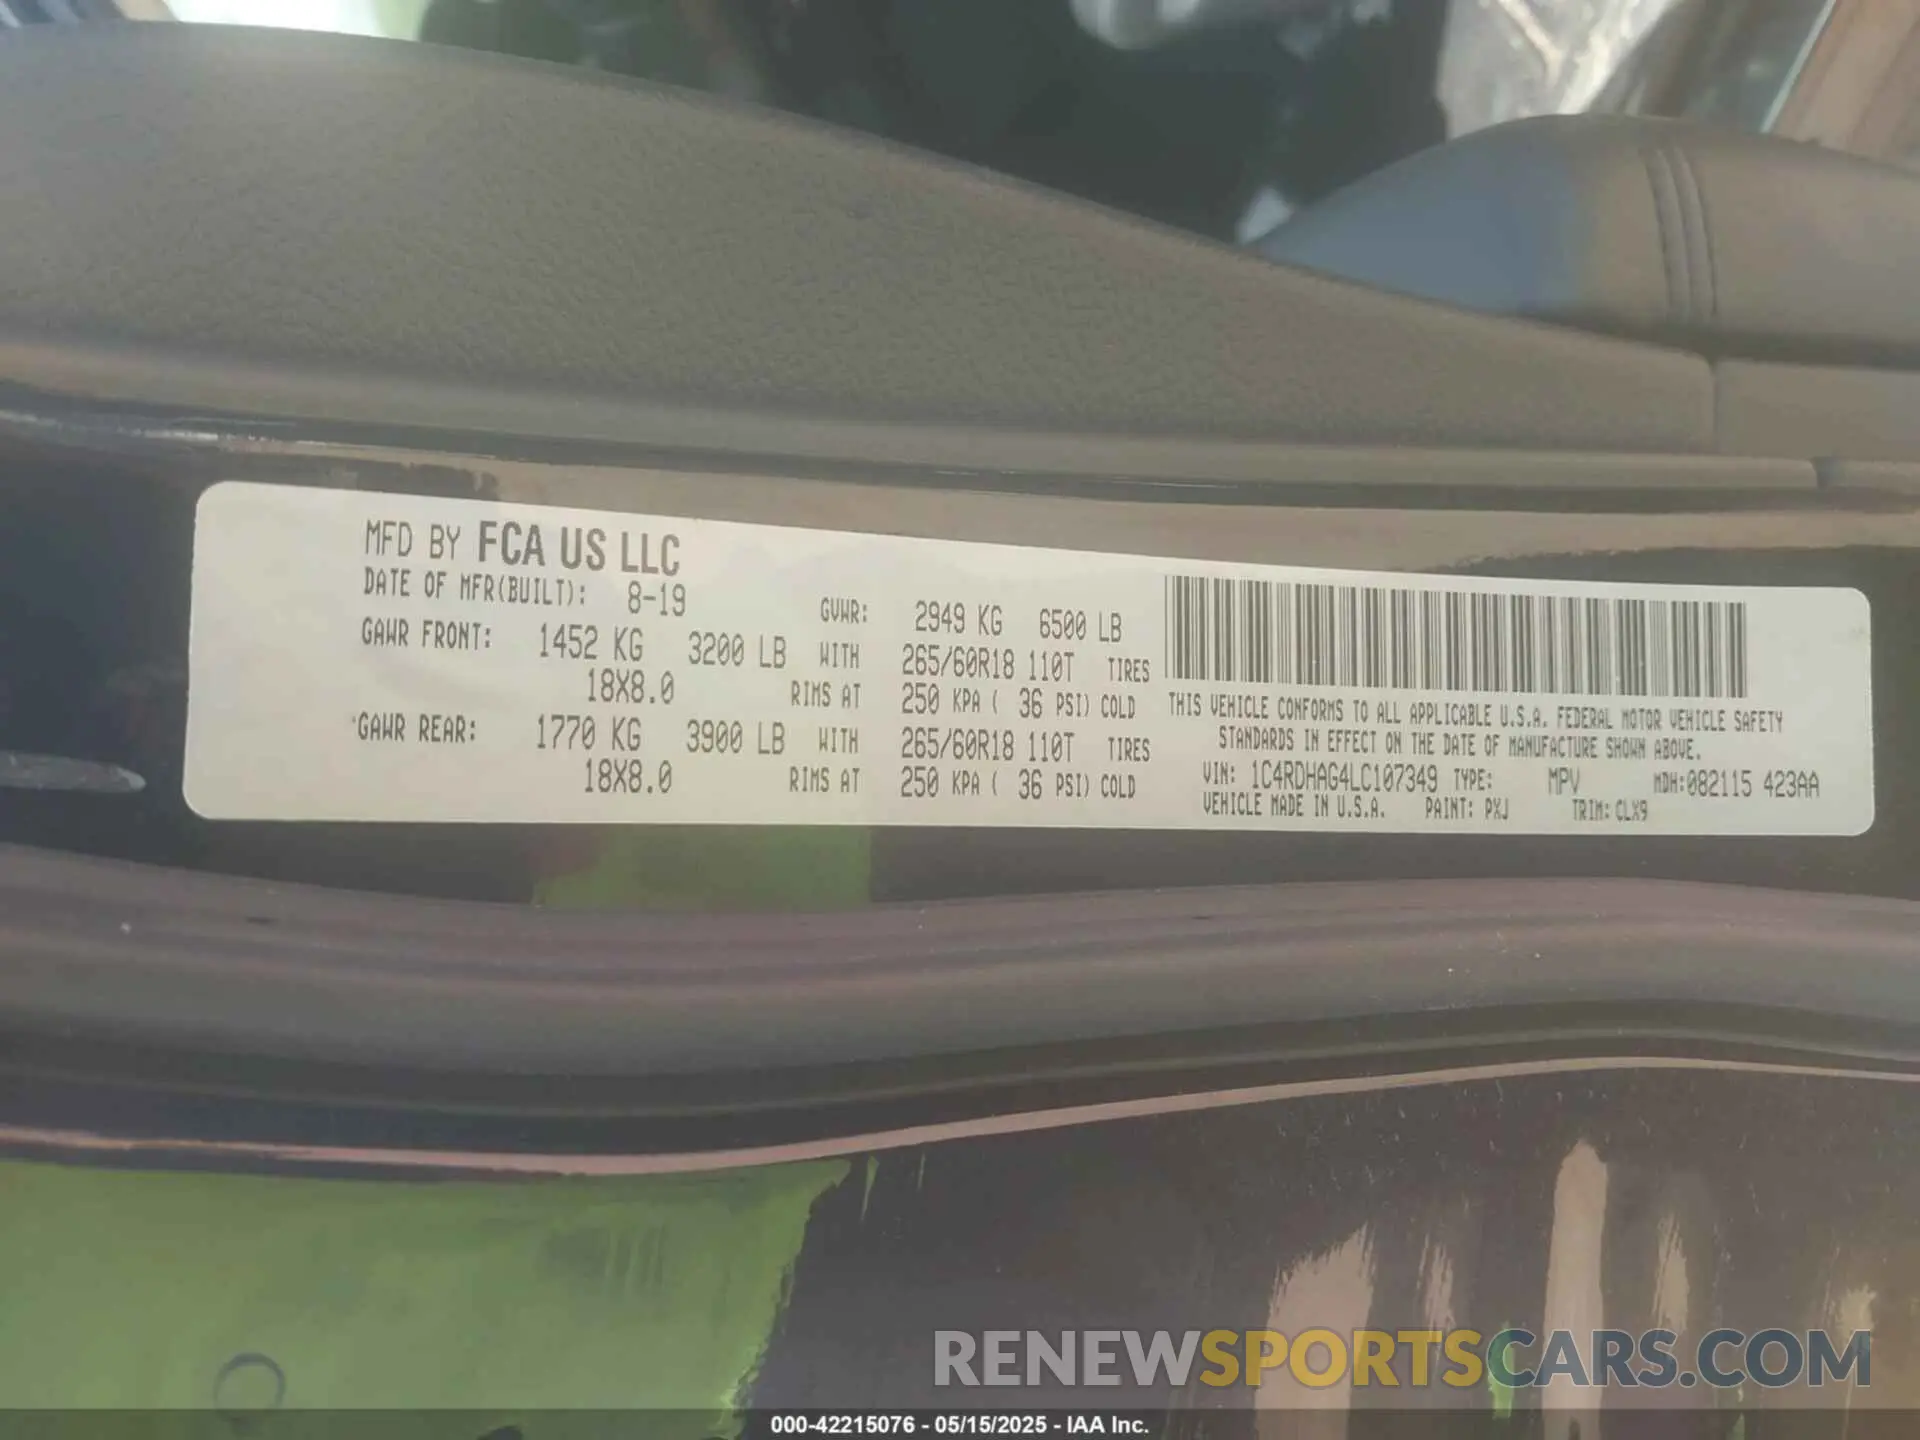 MFD BY FCA US LLC
DATE OF MFR(BUILT): 8-19 GVWR: 2949 KG 6500 LB
GAWR FRONT: 1452 KG 3200 LB WITH 265/60R18 110T TIRES
18X8.0 RIMS AT 250 KPA ( 36 PSI) COLD
GAWR REAR: 1770 KG 3900 LB WITH 265/60R18 110T TIRES
18X8.0 RIMS AT 250 KPA ( 36 PSI) COLD
THIS VEHICLE CONFORMS TO ALL APPLICABLE U.S.A. FEDERAL MOTOR VEHICLE SAFETY
STANDARDS IN EFFECT ON THE DATE OF MANUFACTURE SHOWN ABOVE.
VIN: 1C4RDHAG4LC107349 TYPE: MPV MDH:082115 423AA
VEHICLE MADE IN U.S.A. PAINT: PXJ TRIM: CLX9
RENEWSPORTSCARS.COM
000-42215076 - 05/15/2025 - IAA Inc.